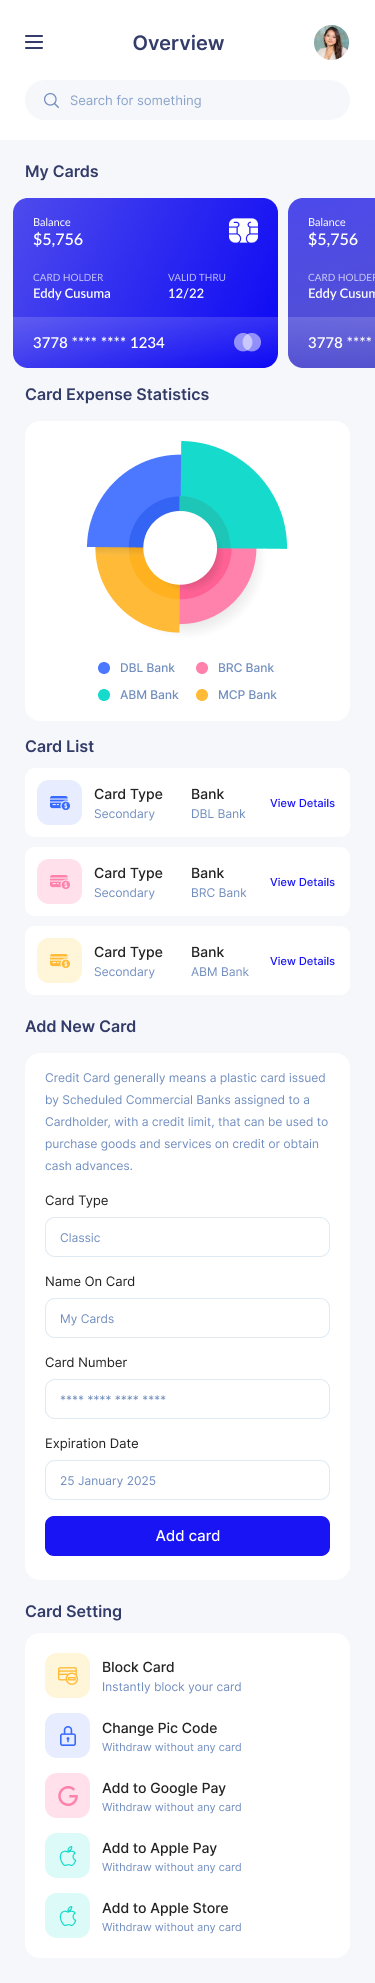 Overview
Search for something
My Cards
Balance
$5,756
CARD HOLDER
Eddy Cusuma
VALID THRU
12/22
3778 **** **** 1234
Balance
$5,756
CARD HOLDER
Eddy Cusum
3778 ****
Card Expense Statistics
DBL Bank
BRC Bank
ABM Bank
MCP Bank
Card List
Card Type
Secondary
Bank
DBL Bank
View Details
Card Type
Secondary
Bank
BRC Bank
View Details
Card Type
Secondary
Bank
ABM Bank
View Details
Add New Card
Credit Card generally means a plastic card issued
by Scheduled Commercial Banks assigned to a
Cardholder, with a credit limit, that can be used to
purchase goods and services on credit or obtain
cash advances.
Card Type
Classic
Name On Card
My Cards
Card Number
**** **** **** ****
Expiration Date
25 January 2025
Add card
Card Setting
Block Card
Instantly block your card
Change Pic Code
Withdraw without any card
Add to Google Pay
Withdraw without any card
Add to Apple Pay
Withdraw without any card
Add to Apple Store
Withdraw without any card